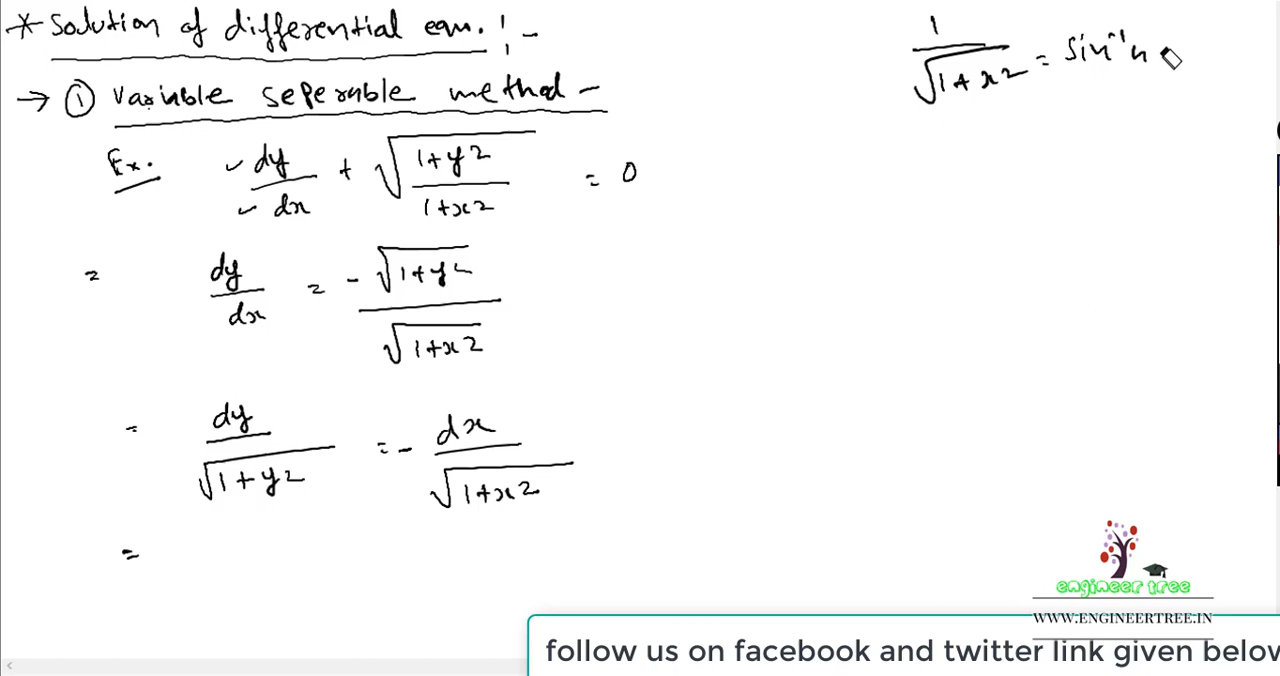 * Solution of differential eqn. :-
→ ① Variable seperable method -
Ex. dy/dx + √(1+y2/1+x2) = 0
= dy/dx = -√1+y2/√1+x2
= dy/√1+y2 = - dx/√1+x2
=
1/√1+x2 = sin⁻¹x
engineer tree
WWW.ENGINEERTREE.IN
follow us on facebook and twitter link given below